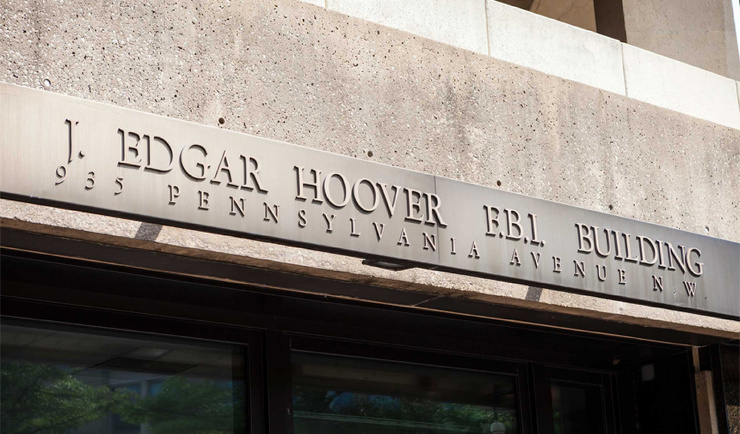 J. EDGAR HOOVER F.B.I. BUILDING
935 PENNSYLVANIA AVENUE N.W.